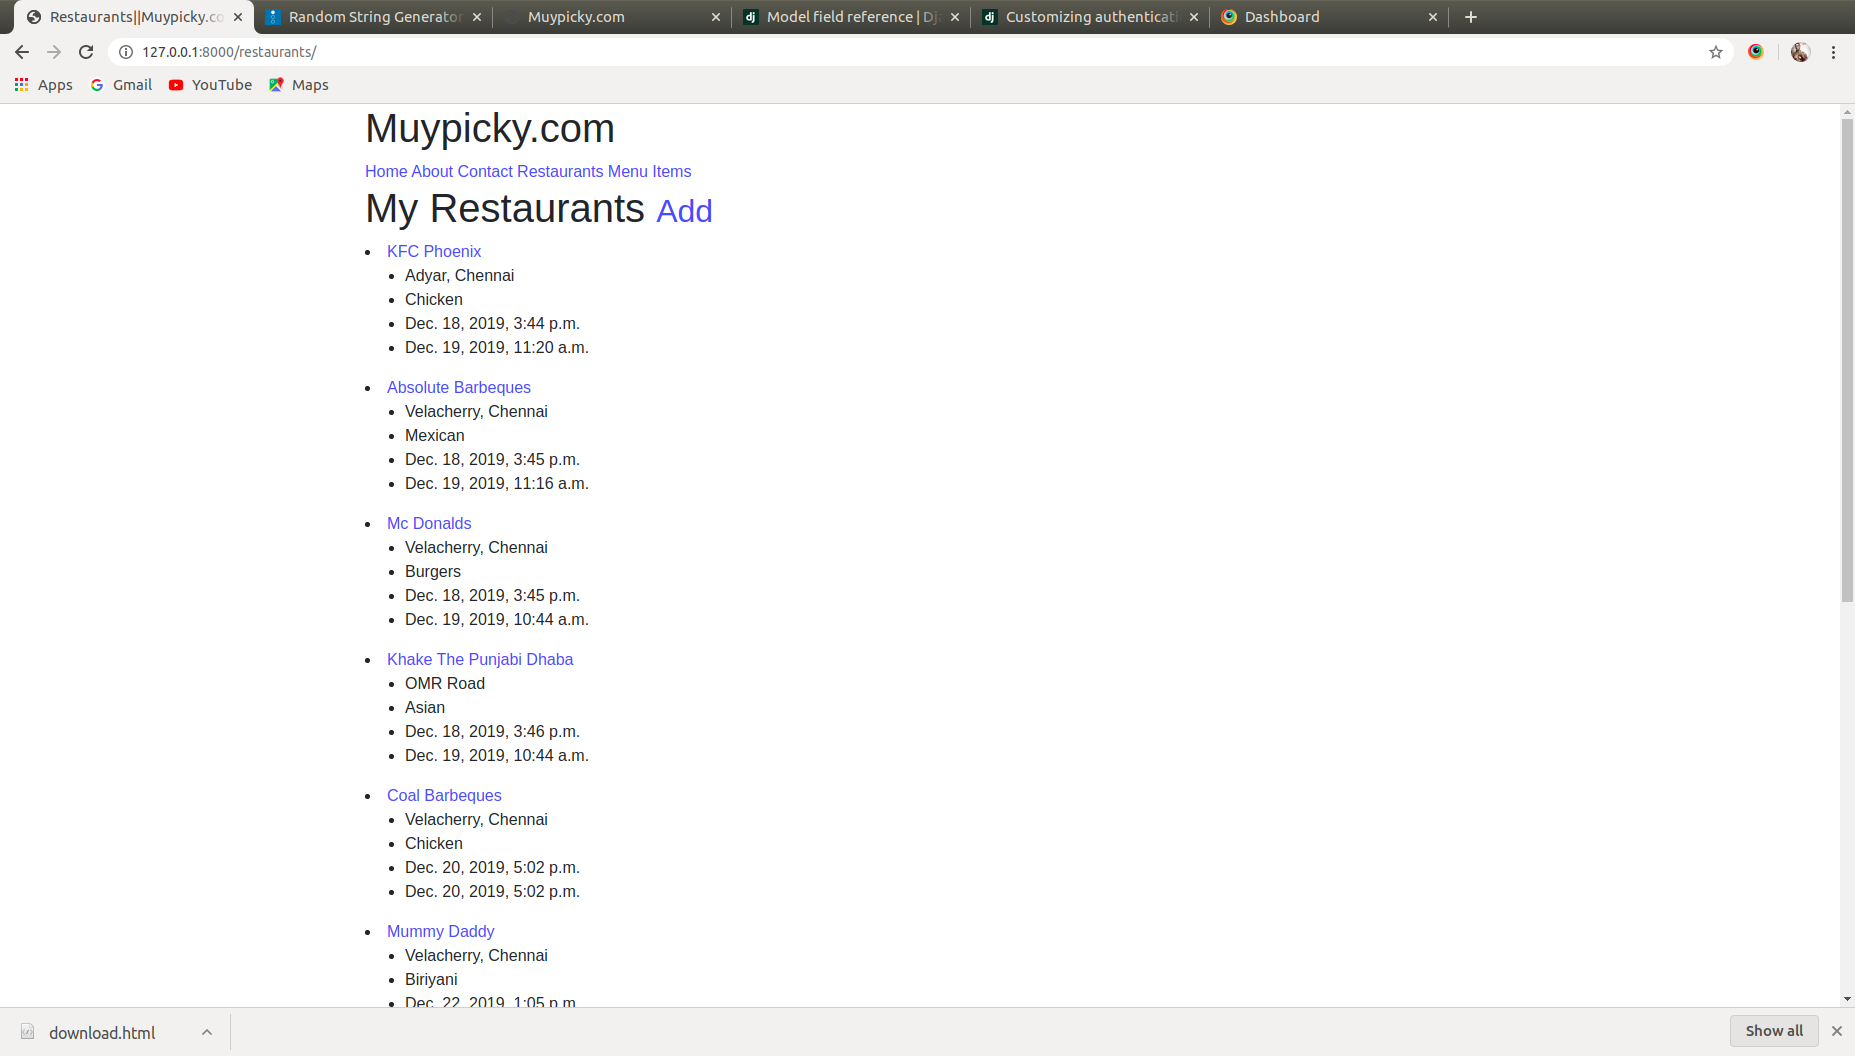 Restaurants||Muypicky.co
Random String Generator
Muypicky.com
Model field reference | Dj
Customizing authenticati
Dashboard
127.0.0.1:8000/restaurants/
Apps
Gmail
YouTube
Maps
Muypicky.com
Home About Contact Restaurants Menu Items
My Restaurants Add
KFC Phoenix
Adyar, Chennai
Chicken
Dec. 18, 2019, 3:44 p.m.
Dec. 19, 2019, 11:20 a.m.
Absolute Barbeques
Velacherry, Chennai
Mexican
Dec. 18, 2019, 3:45 p.m.
Dec. 19, 2019, 11:16 a.m.
Mc Donalds
Velacherry, Chennai
Burgers
Dec. 18, 2019, 3:45 p.m.
Dec. 19, 2019, 10:44 a.m.
Khake The Punjabi Dhaba
OMR Road
Asian
Dec. 18, 2019, 3:46 p.m.
Dec. 19, 2019, 10:44 a.m.
Coal Barbeques
Velacherry, Chennai
Chicken
Dec. 20, 2019, 5:02 p.m.
Dec. 20, 2019, 5:02 p.m.
Mummy Daddy
Velacherry, Chennai
Biriyani
Dec. 22, 2019, 1:05 p.m.
download.html
Show all